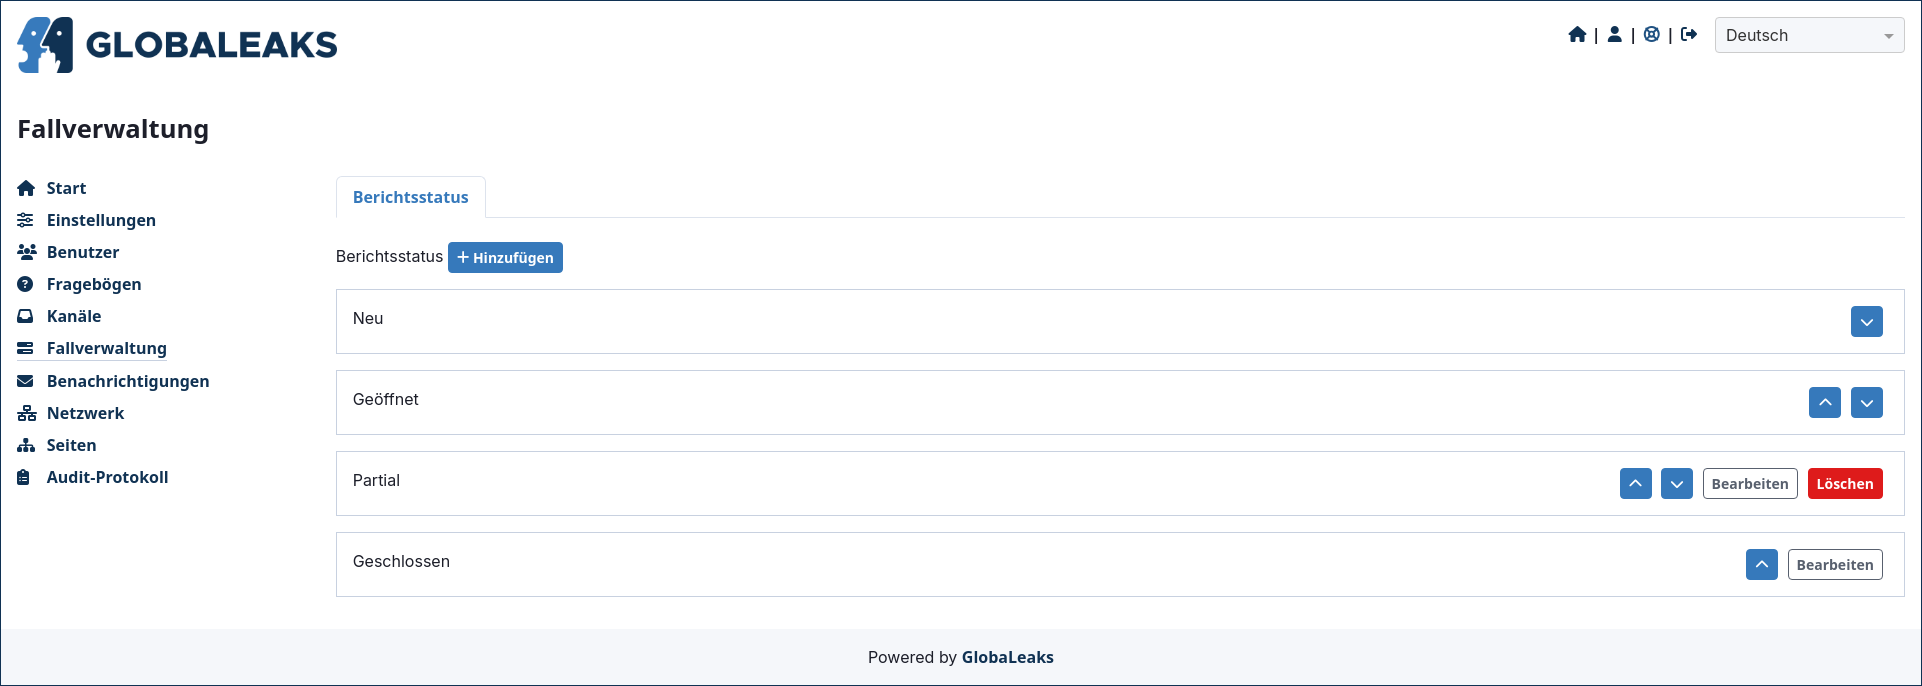 GLOBALEAKS
| | | Deutsch
Fallverwaltung
Start
Einstellungen
Benutzer
Fragebögen
Kanäle
Fallverwaltung
Benachrichtigungen
Netzwerk
Seiten
Audit-Protokoll
Berichtsstatus
Berichtsstatus + Hinzufügen
Neu
Geöffnet
Partial Bearbeiten Löschen
Geschlossen Bearbeiten
Powered by GlobaLeaks